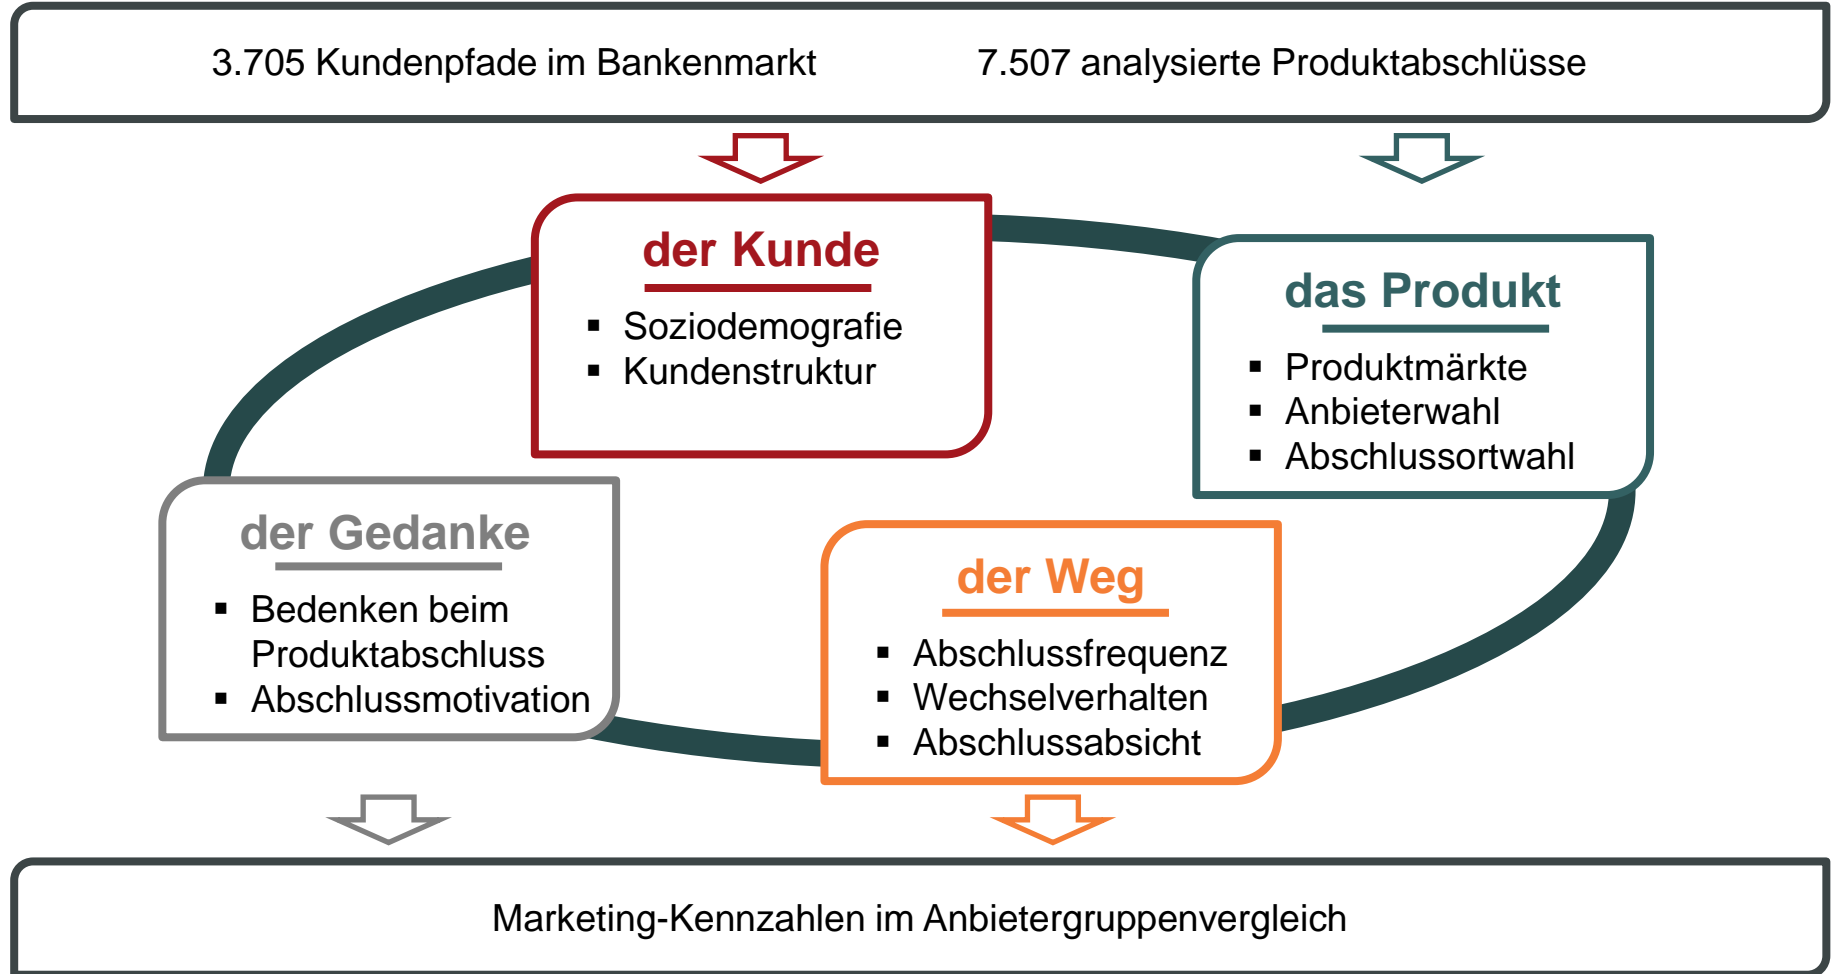 3.705 Kundenpfade im Bankenmarkt
7.507 analysierte Produktabschlüsse
der Kunde
▪ Soziodemografie
▪ Kundenstruktur
das Produkt
▪ Produktmärkte
▪ Anbieterwahl
▪ Abschlussortwahl
der Gedanke
▪ Bedenken beim
Produktabschluss
▪ Abschlussmotivation
der Weg
▪ Abschlussfrequenz
▪ Wechselverhalten
▪ Abschlussabsicht
Marketing-Kennzahlen im Anbietergruppenvergleich